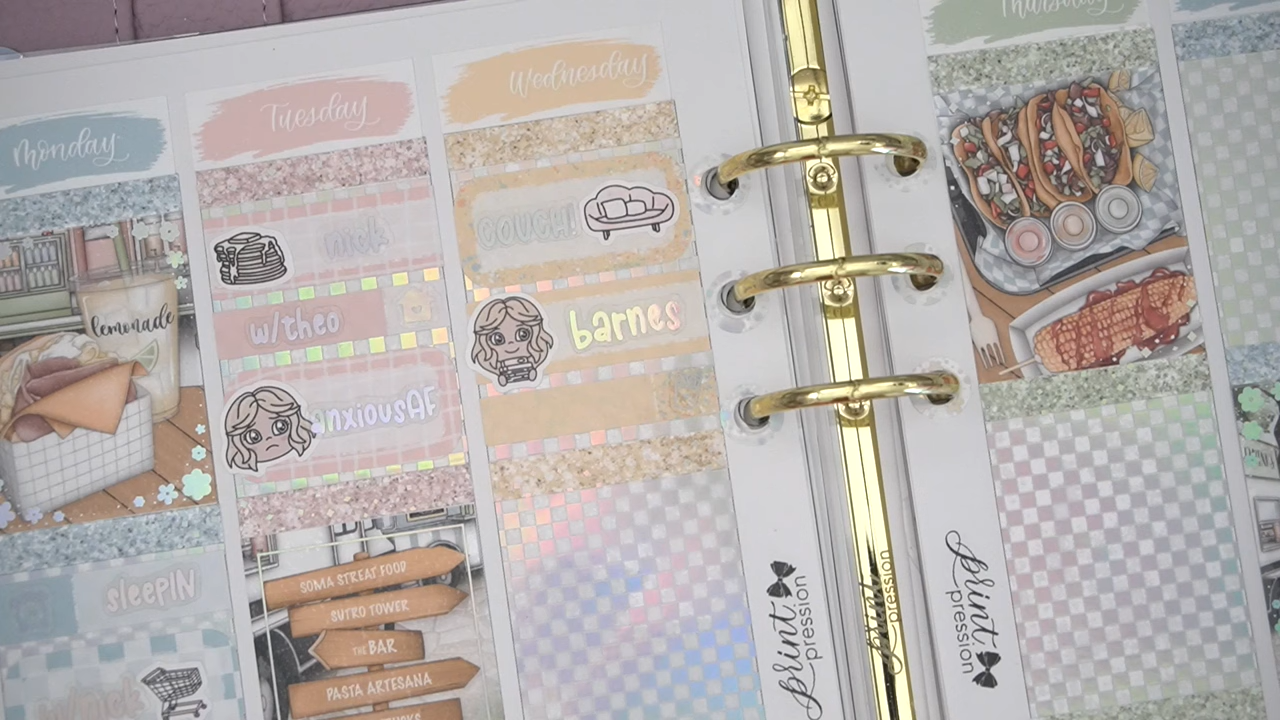 Monday
Tuesday
Wednesday
Thursday
nick
COUCH!
lemonade
w/theo
barnes
anxiousAF
SOMA STREAT FOOD
SUTRO TOWER
THE BAR
PASTA ARTESANA
sleepIN
w/nick
print
pression
print
pression
print
pression